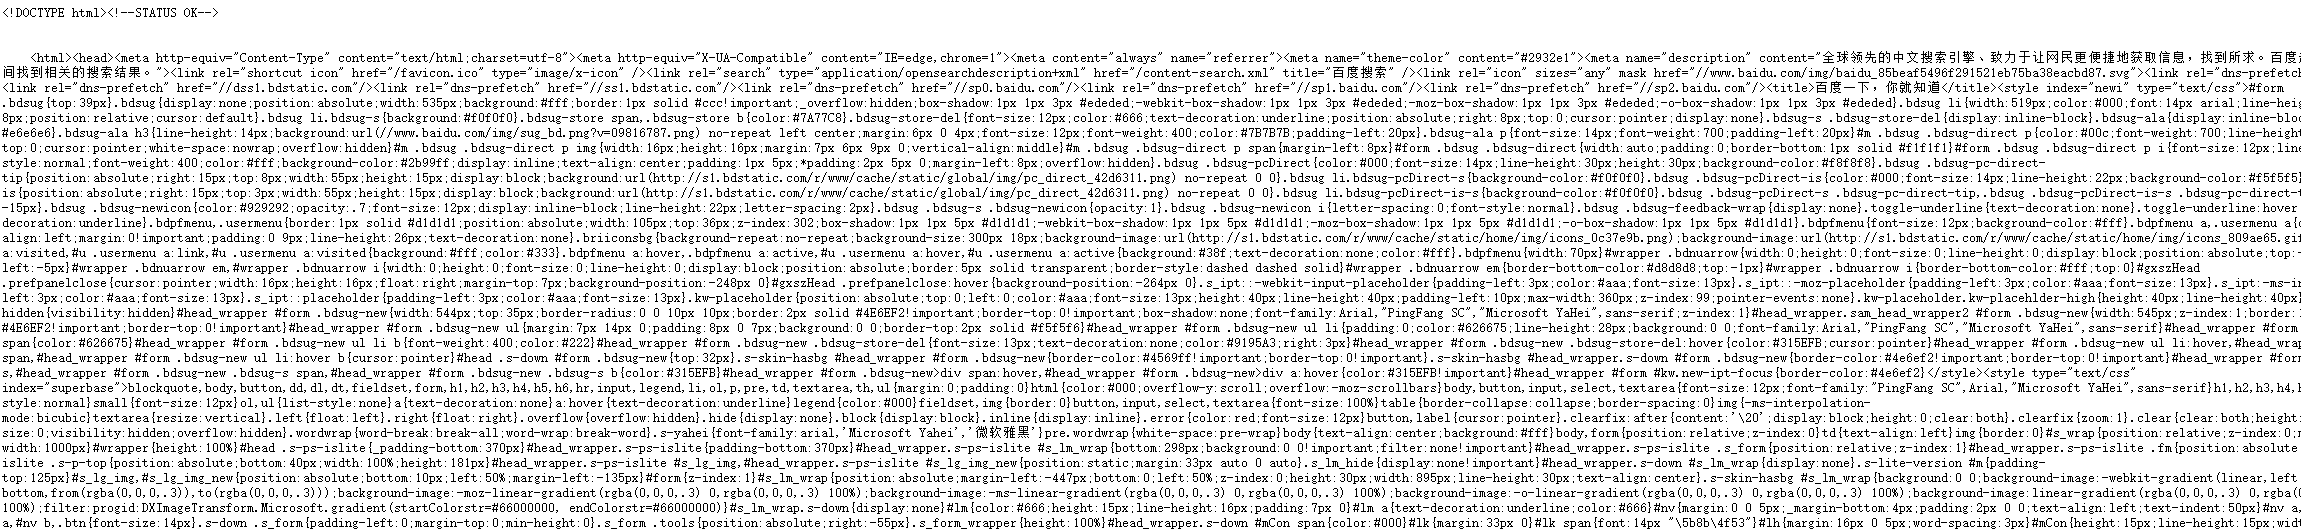 <!DOCTYPE html><!--STATUS OK-->
<html><head><meta http-equiv="Content-Type" content="text/html;charset=utf-8"><meta http-equiv="X-UA-Compatible" content="IE=edge,chrome=1"><meta content="always" name="referrer"><meta name="theme-color" content="#2932e1"><meta name="description" content="全球领先的中文搜索引擎、致力于让网民更便捷地获取信息，找到所求。百度
间找到相关的搜索结果。"><link rel="shortcut icon" href="/favicon.ico" type="image/x-icon" /><link rel="search" type="application/opensearchdescription+xml" href="/content-search.xml" title="百度搜索" /><link rel="icon" sizes="any" mask href="//www.baidu.com/img/baidu_85beaf5496f291521eb75ba38eacbd87.svg"><link rel="dns-prefetch
<link rel="dns-prefetch" href="//dss1.bdstatic.com"/><link rel="dns-prefetch" href="//ss1.bdstatic.com"/><link rel="dns-prefetch" href="//sp0.baidu.com"/><link rel="dns-prefetch" href="//sp1.baidu.com"/><link rel="dns-prefetch" href="//sp2.baidu.com"/><title>百度一下，你就知道</title><style index="newi" type="text/css">#form
.bdsug{top:39px}.bdsug{display:none;position:absolute;width:535px;background:#fff;border:1px solid #ccc!important;_overflow:hidden;box-shadow:1px 1px 3px #ededed;-webkit-box-shadow:1px 1px 3px #ededed;-moz-box-shadow:1px 1px 3px #ededed;-o-box-shadow:1px 1px 3px #ededed}.bdsug li{width:519px;color:#000;font:14px arial;line-hei
8px;position:relative;cursor:default}.bdsug li.bdsug-s{background:#f0f0f0}.bdsug-store span,.bdsug-store b{color:#7A77C8}.bdsug-store-del{font-size:12px;color:#666;text-decoration:underline;position:absolute;right:8px;top:0;cursor:pointer;display:none}.bdsug-s .bdsug-store-del{display:inline-block}.bdsug-ala{display:inline-bloc
#e6e6e6}.bdsug-ala h3{line-height:14px;background:url(//www.baidu.com/img/sug_bd.png?v=09816787.png) no-repeat left center;margin:6px 0 4px;font-size:12px;font-weight:400;color:#7B7B7B;padding-left:20px}.bdsug-ala p{font-size:14px;font-weight:700;padding-left:20px}#m .bdsug .bdsug-direct p{color:#00c;font-weight:700;line-height
top:0;cursor:pointer;white-space:nowrap;overflow:hidden}#m .bdsug .bdsug-direct p img{width:16px;height:16px;margin:7px 6px 9px 0;vertical-align:middle}#m .bdsug .bdsug-direct p span{margin-left:8px}#form .bdsug .bdsug-direct{width:auto;padding:0;border-bottom:1px solid #f1f1f1}#form .bdsug .bdsug-direct p i{font-size:12px;line
style:normal;font-weight:400;color:#fff;background-color:#2b99ff;display:inline;text-align:center;padding:1px 5px;*padding:2px 5px 0;margin-left:8px;overflow:hidden}.bdsug .bdsug-pcDirect{color:#000;font-size:14px;line-height:30px;height:30px;background-color:#f8f8f8}.bdsug .bdsug-pc-direct-
tip{position:absolute;right:15px;top:8px;width:55px;height:15px;display:block;background:url(http://s1.bdstatic.com/r/www/cache/static/global/img/pc_direct_42d6311.png) no-repeat 0 0}.bdsug li.bdsug-pcDirect-s{background-color:#f0f0f0}.bdsug .bdsug-pcDirect-is{color:#000;font-size:14px;line-height:22px;background-color:#f5f5f5}
is{position:absolute;right:15px;top:3px;width:55px;height:15px;display:block;background:url(http://s1.bdstatic.com/r/www/cache/static/global/img/pc_direct_42d6311.png) no-repeat 0 0}.bdsug li.bdsug-pcDirect-is-s{background-color:#f0f0f0}.bdsug .bdsug-pcDirect-s .bdsug-pc-direct-tip,.bdsug .bdsug-pcDirect-is-s .bdsug-pc-direct-t
-15px}.bdsug .bdsug-newicon{color:#929292;opacity:.7;font-size:12px;display:inline-block;line-height:22px;letter-spacing:2px}.bdsug .bdsug-s .bdsug-newicon{opacity:1}.bdsug .bdsug-newicon i{letter-spacing:0;font-style:normal}.bdsug .bdsug-feedback-wrap{display:none}.toggle-underline{text-decoration:none}.toggle-underline:hover
decoration:underline}.bdpfmenu,.usermenu{border:1px solid #d1d1d1;position:absolute;width:105px;top:36px;z-index:302;box-shadow:1px 1px 5px #d1d1d1;-webkit-box-shadow:1px 1px 5px #d1d1d1;-moz-box-shadow:1px 1px 5px #d1d1d1;-o-box-shadow:1px 1px 5px #d1d1d1}.bdpfmenu{font-size:12px;background-color:#fff}.bdpfmenu a,.usermenu a{d
align:left;margin:0!important;padding:0 9px;line-height:26px;text-decoration:none}.briiconsbg{background-repeat:no-repeat;background-size:300px 18px;background-image:url(http://s1.bdstatic.com/r/www/cache/static/home/img/icons_0c37e9b.png);background-image:url(http://s1.bdstatic.com/r/www/cache/static/home/img/icons_809ae65.gif
a:visited,#u .usermenu a:link,#u .usermenu a:visited{background:#fff;color:#333}.bdpfmenu a:hover,.bdpfmenu a:active,#u .usermenu a:hover,#u .usermenu a:active{background:#38f;text-decoration:none;color:#fff}.bdpfmenu{width:70px}#wrapper .bdnuarrow{width:0;height:0;font-size:0;line-height:0;display:block;position:absolute;top:-
left:-5px}#wrapper .bdnuarrow em,#wrapper .bdnuarrow i{width:0;height:0;font-size:0;line-height:0;display:block;position:absolute;border:5px solid transparent;border-style:dashed dashed solid}#wrapper .bdnuarrow em{border-bottom-color:#d8d8d8;top:-1px}#wrapper .bdnuarrow i{border-bottom-color:#fff;top:0}#gxszHead
.prefpanelclose{cursor:pointer;width:16px;height:16px;float:right;margin-top:7px;background-position:-248px 0}#gxszHead .prefpanelclose:hover{background-position:-264px 0}.s_ipt::-webkit-input-placeholder{padding-left:3px;color:#aaa;font-size:13px}.s_ipt::-moz-placeholder{padding-left:3px;color:#aaa;font-size:13px}.s_ipt:-ms-in
left:3px;color:#aaa;font-size:13px}.s_ipt::placeholder{padding-left:3px;color:#aaa;font-size:13px}.kw-placeholder{position:absolute;top:0;left:0;color:#aaa;font-size:13px;height:40px;line-height:40px;padding-left:10px;max-width:360px;z-index:99;pointer-events:none}.kw-placeholder.kw-placehlder-high{height:40px;line-height:40px}
hidden{visibility:hidden}#head_wrapper #form .bdsug-new{width:544px;top:35px;border-radius:0 0 10px 10px;border:2px solid #4E6EF2!important;border-top:0!important;box-shadow:none;font-family:Arial,"PingFang SC","Microsoft YaHei",sans-serif;z-index:1}#head_wrapper.sam_head_wrapper2 #form .bdsug-new{width:545px;z-index:1;border:1
#4E6EF2!important;border-top:0!important}#head_wrapper #form .bdsug-new ul{margin:7px 14px 0;padding:8px 0 7px;background:0 0;border-top:2px solid #f5f5f6}#head_wrapper #form .bdsug-new ul li{padding:0;color:#626675;line-height:28px;background:0 0;font-family:Arial,"PingFang SC","Microsoft YaHei",sans-serif}#head_wrapper #form
span{color:#626675}#head_wrapper #form .bdsug-new ul li b{font-weight:400;color:#222}#head_wrapper #form .bdsug-new .bdsug-store-del{font-size:13px;text-decoration:none;color:#9195A3;right:3px}#head_wrapper #form .bdsug-new .bdsug-store-del:hover{color:#315EFB;cursor:pointer}#head_wrapper #form .bdsug-new ul li:hover,#head_wrapp
span,#head_wrapper #form .bdsug-new ul li:hover b{cursor:pointer}#head .s-down #form .bdsug-new{top:32px}.s-skin-hasbg #head_wrapper #form .bdsug-new{border-color:#4569ff!important;border-top:0!important}.s-skin-hasbg #head_wrapper.s-down #form .bdsug-new{border-color:#4e6ef2!important;border-top:0!important}#head_wrapper #form
s,#head_wrapper #form .bdsug-new .bdsug-s span,#head_wrapper #form .bdsug-new .bdsug-s b{color:#315EFB}#head_wrapper #form .bdsug-new>div span:hover,#head_wrapper #form .bdsug-new>div a:hover{color:#315EFB!important}#head_wrapper #form #kw.new-ipt-focus{border-color:#4e6ef2}</style><style type="text/css"
index="superbase">blockquote,body,button,dd,dl,dt,fieldset,form,h1,h2,h3,h4,h5,h6,hr,input,legend,li,ol,p,pre,td,textarea,th,ul{margin:0;padding:0}html{color:#000;overflow-y:scroll;overflow:-moz-scrollbars}body,button,input,select,textarea{font-size:12px;font-family:"PingFang SC",Arial,"Microsoft YaHei",sans-serif}h1,h2,h3,h4,h
style:normal}small{font-size:12px}ol,ul{list-style:none}a{text-decoration:none}a:hover{text-decoration:underline}legend{color:#000}fieldset,img{border:0}button,input,select,textarea{font-size:100%}table{border-collapse:collapse;border-spacing:0}img{-ms-interpolation-
mode:bicubic}textarea{resize:vertical}.left{float:left}.right{float:right}.overflow{overflow:hidden}.hide{display:none}.block{display:block}.inline{display:inline}.error{color:red;font-size:12px}button,label{cursor:pointer}.clearfix:after{content:'\20';display:block;height:0;clear:both}.clearfix{zoom:1}.clear{clear:both;height:
size:0;visibility:hidden;overflow:hidden}.wordwrap{word-break:break-all;word-wrap:break-word}.s-yahei{font-family:arial,'Microsoft Yahei','微软雅黑'}pre.wordwrap{white-space:pre-wrap}body{text-align:center;background:#fff}body,form{position:relative;z-index:0}td{text-align:left}img{border:0}#s_wrap{position:relative;z-index:0;m
width:1000px}#wrapper{height:100%}#head .s-ps-islite{_padding-bottom:370px}#head_wrapper.s-ps-islite{padding-bottom:370px}#head_wrapper.s-ps-islite #s_lm_wrap{bottom:298px;background:0 0!important;filter:none!important}#head_wrapper.s-ps-islite .s_form{position:relative;z-index:1}#head_wrapper.s-ps-islite .fm{position:absolute
islite .s-p-top{position:absolute;bottom:40px;width:100%;height:181px}#head_wrapper.s-ps-islite #s_lg_img,#head_wrapper.s-ps-islite #s_lg_img_new{position:static;margin:33px auto 0 auto}.s_lm_hide{display:none!important}#head_wrapper.s-down #s_lm_wrap{display:none}.s-lite-version #m{padding-
top:125px}#s_lg_img,#s_lg_img_new{position:absolute;bottom:10px;left:50%;margin-left:-135px}#form{z-index:1}#s_lm_wrap{position:absolute;margin-left:-447px;bottom:0;left:50%;z-index:0;height:30px;width:895px;line-height:30px;text-align:center}.s-skin-hasbg #s_lm_wrap{background:0 0;background-image:-webkit-gradient(linear,left
bottom,from(rgba(0,0,0,.3)),to(rgba(0,0,0,.3)));background-image:-moz-linear-gradient(rgba(0,0,0,.3) 0,rgba(0,0,0,.3) 100%);background-image:-ms-linear-gradient(rgba(0,0,0,.3) 0,rgba(0,0,0,.3) 100%);background-image:-o-linear-gradient(rgba(0,0,0,.3) 0,rgba(0,0,0,.3) 100%);background-image:linear-gradient(rgba(0,0,0,.3) 0,rgba(0
100%);filter:progid:DXImageTransform.Microsoft.gradient(startColorstr=#66000000, endColorstr=#66000000)}#s_lm_wrap.s-down{display:none}#lm{color:#666;height:15px;line-height:16px;padding:7px 0}#lm a{text-decoration:underline;color:#666}#nv{margin:0 0 5px;_margin-bottom:4px;padding:2px 0 0;text-align:left;text-indent:50px}#nv a,
a,#nv b,.btn{font-size:14px}.s-down .s_form{padding-left:0;margin-top:0;min-height:0}.s_form .tools{position:absolute;right:-55px}.s_form_wrapper{height:100%}#head_wrapper.s-down #mCon span{color:#000}#lk{margin:33px 0}#lk span{font:14px "\5b8b\4f53"}#lh{margin:16px 0 5px;word-spacing:3px}#mCon{height:15px;line-height:15px;widt